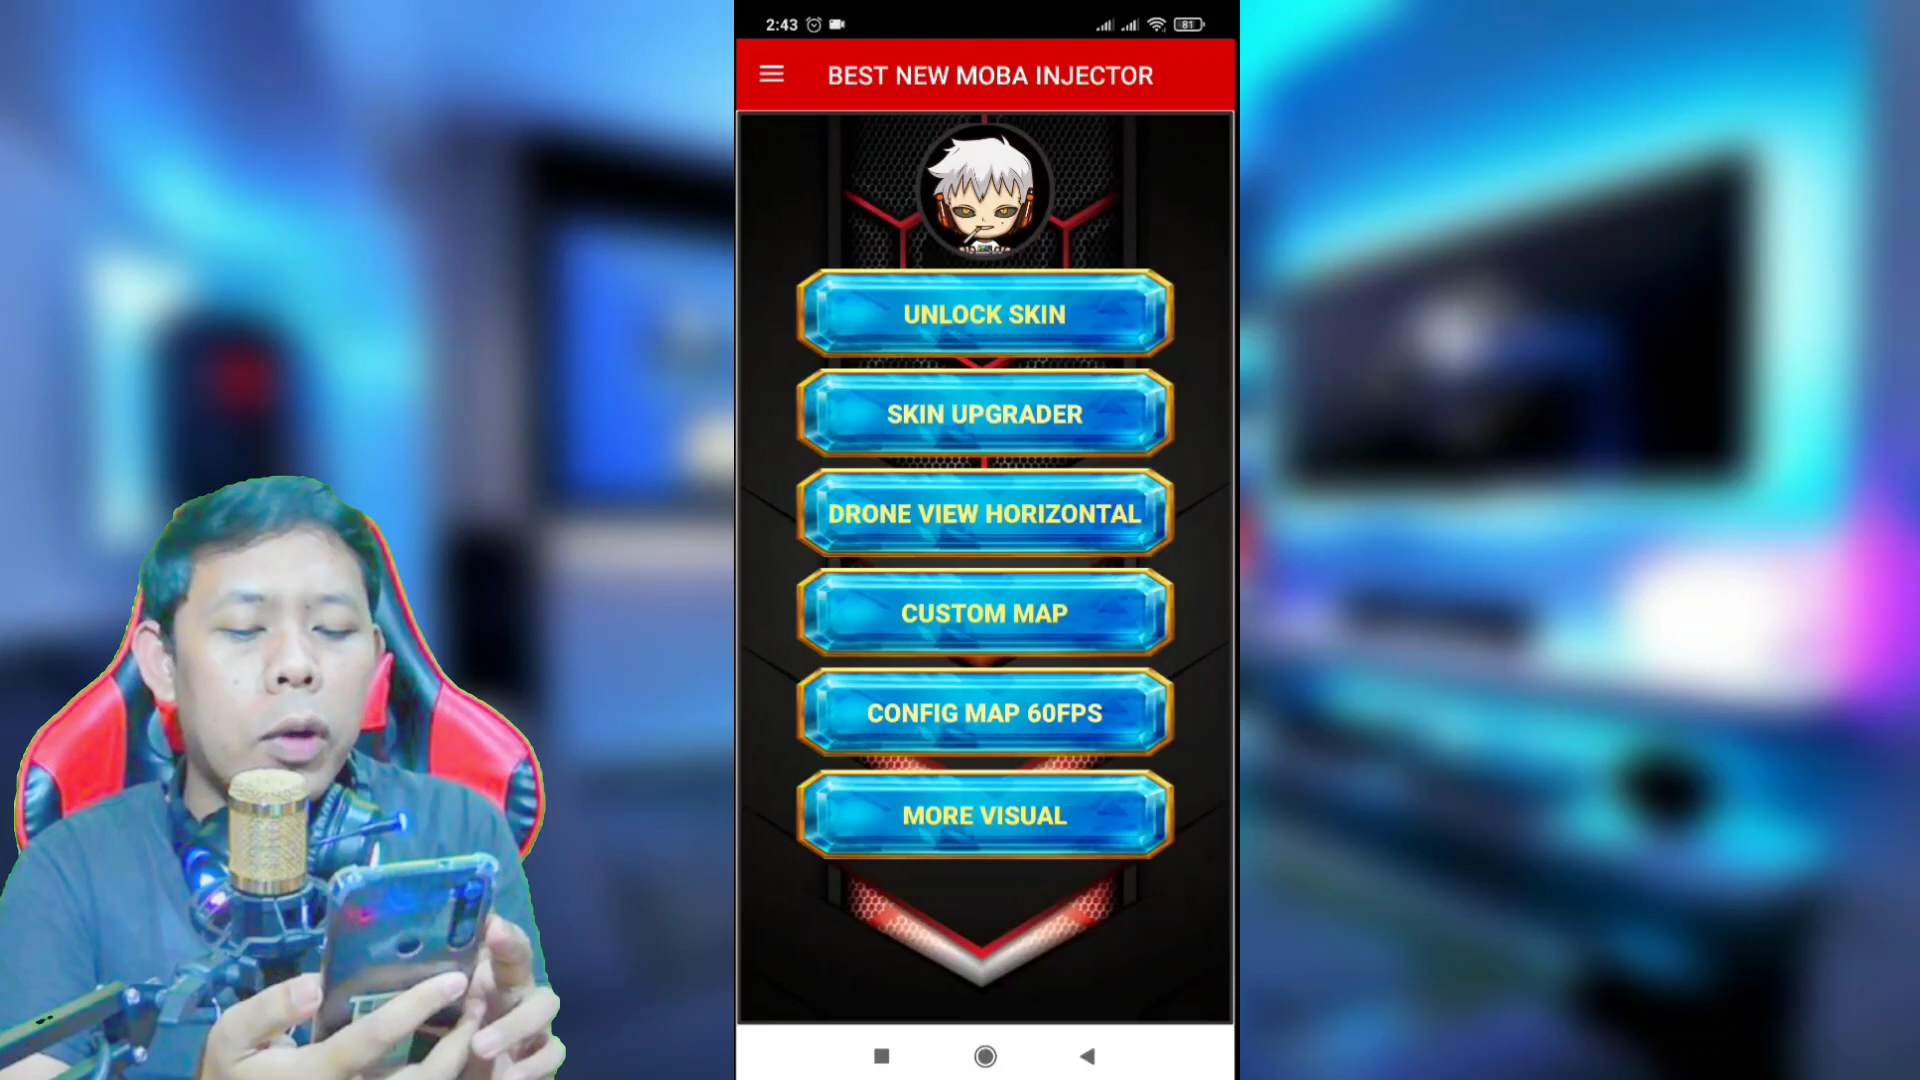 2:43
81
BEST NEW MOBA INJECTOR
UNLOCK SKIN
SKIN UPGRADER
DRONE VIEW HORIZONTAL
CUSTOM MAP
CONFIG MAP 60FPS
MORE VISUAL